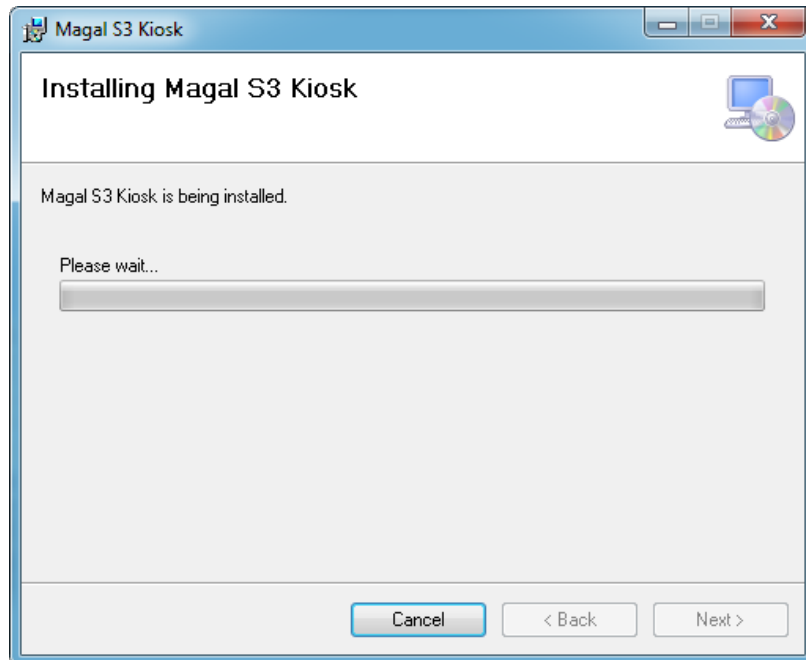 Magal S3 Kiosk
Installing Magal S3 Kiosk
Magal S3 Kiosk is being installed.
Please wait...
Cancel
< Back
Next >